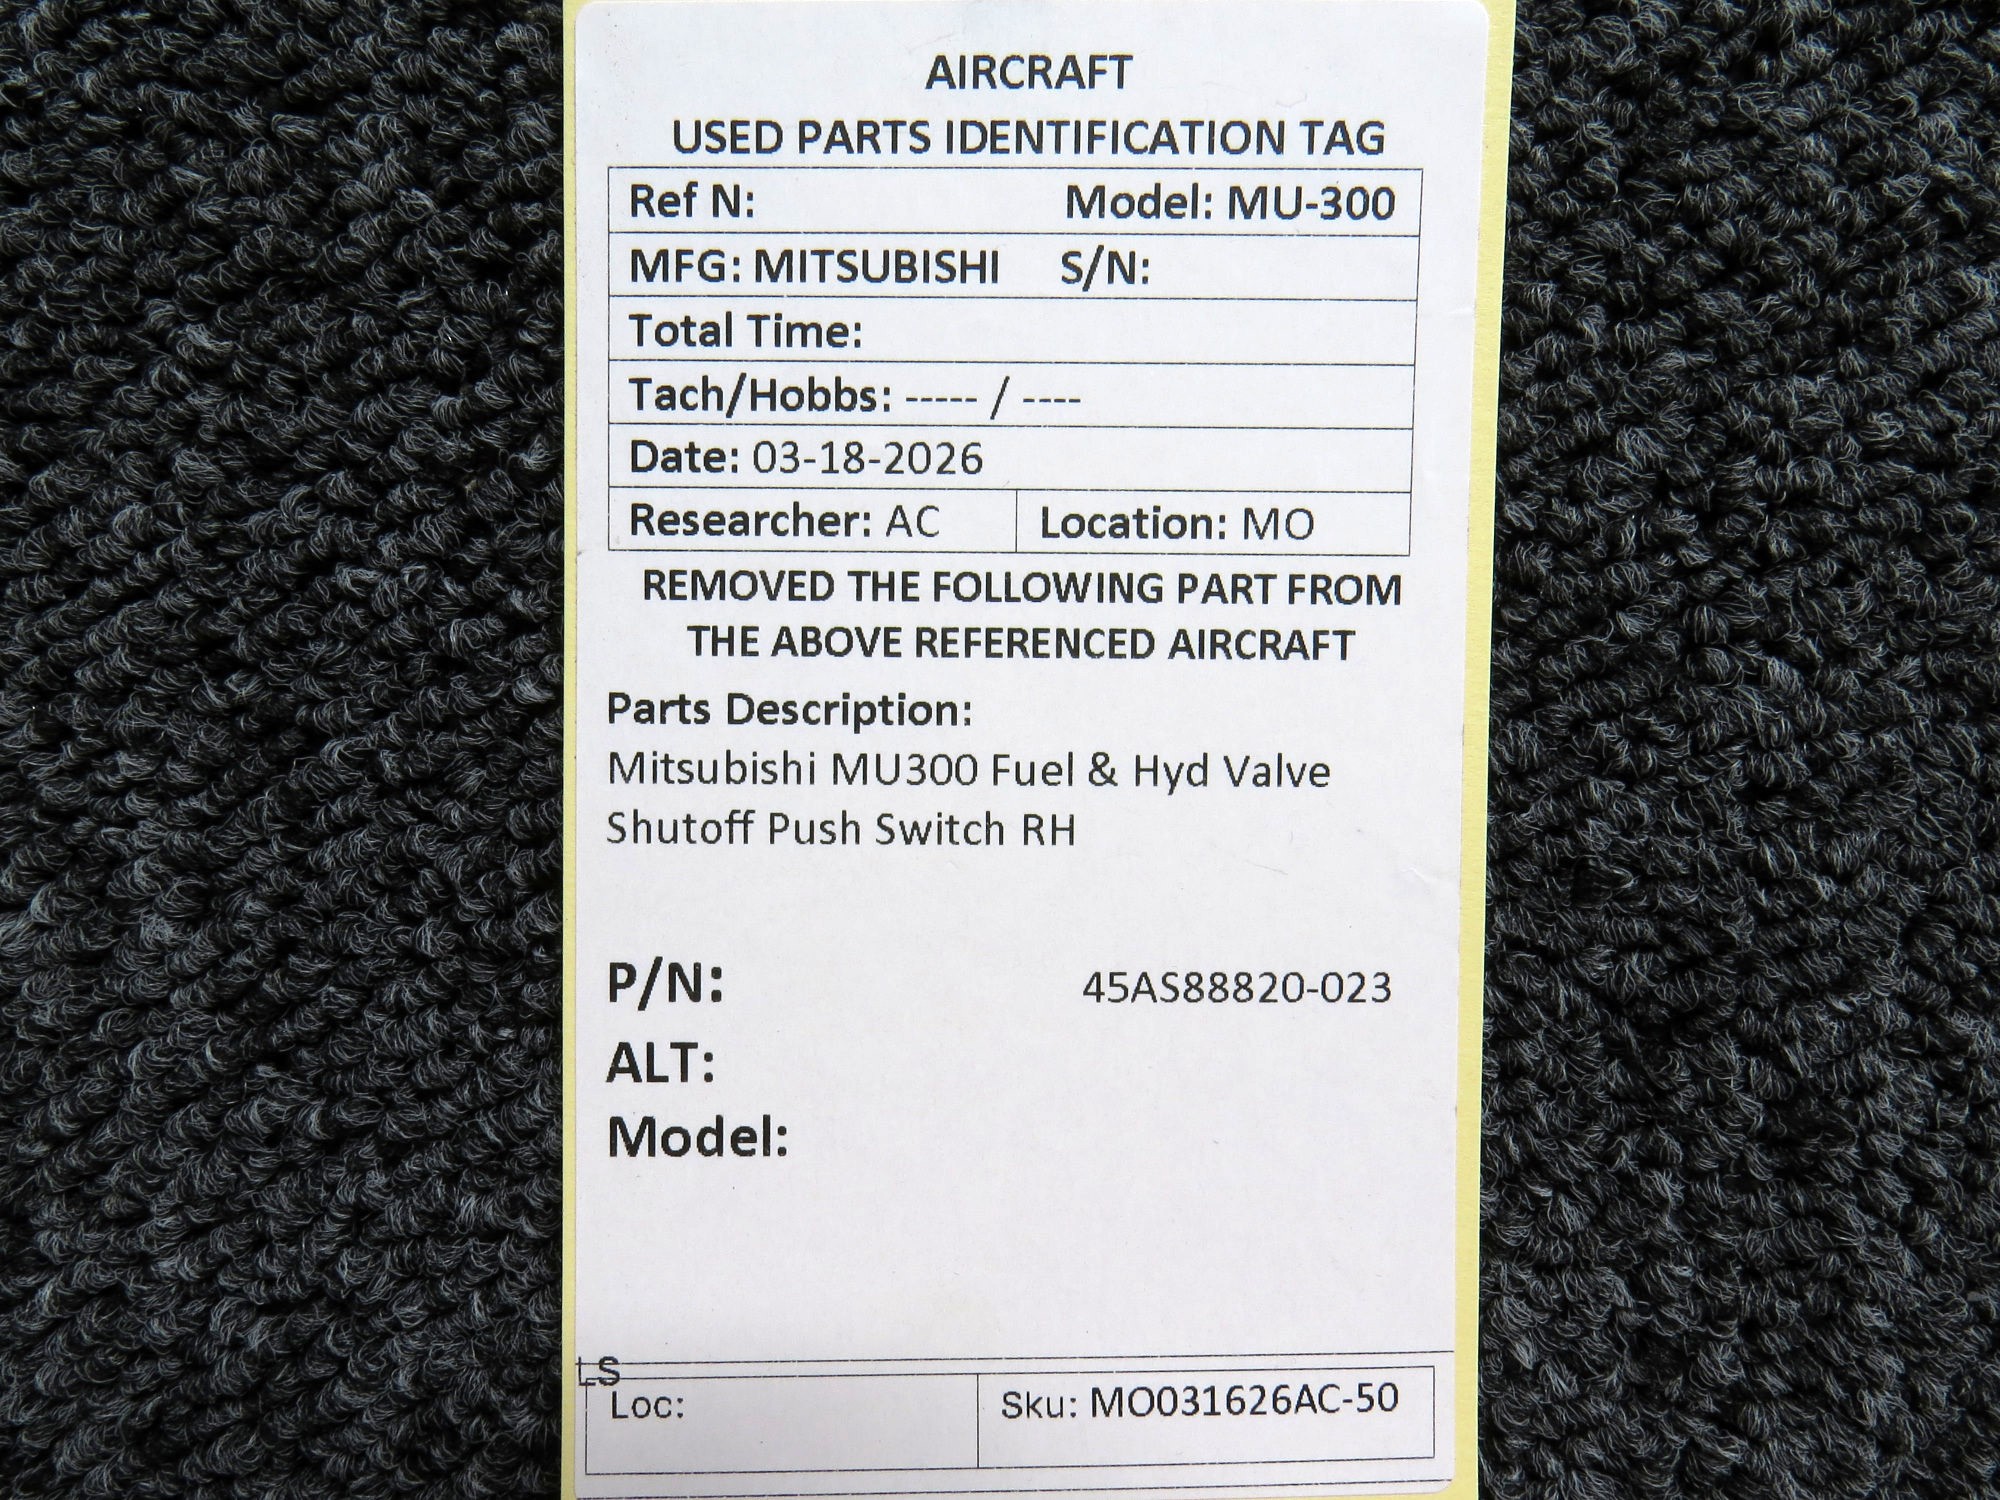 AIRCRAFT
USED PARTS IDENTIFICATION TAG
Ref N: Model: MU-300
MFG: MITSUBISHI S/N:
Total Time:
Tach/Hobbs: ----- / ----
Date: 03-18-2026
Researcher: AC Location: MO
REMOVED THE FOLLOWING PART FROM
THE ABOVE REFERENCED AIRCRAFT
Parts Description:
Mitsubishi MU300 Fuel & Hyd Valve
Shutoff Push Switch RH
P/N: 45AS88820-023
ALT:
Model:
LS
Loc: Sku: MO031626AC-50